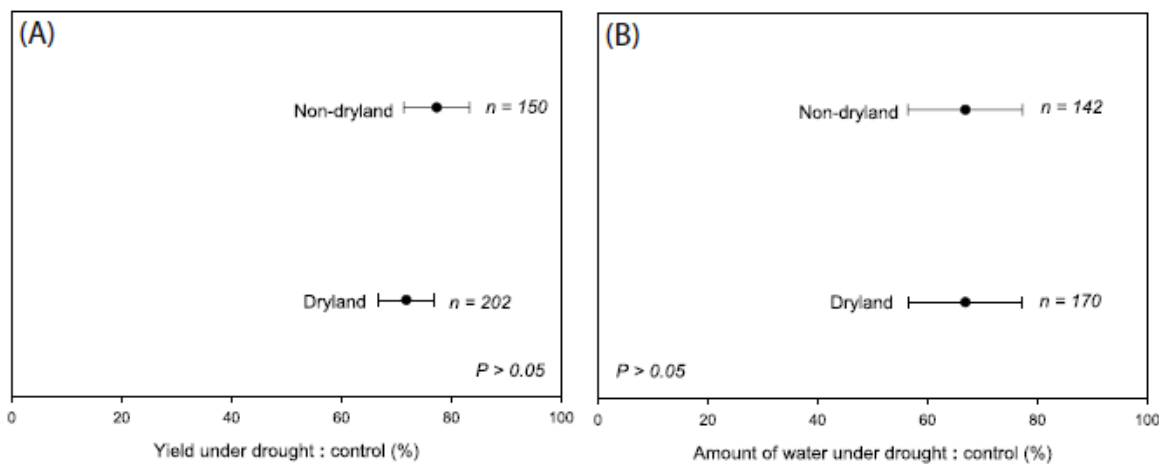 (A)
Non-dryland
n = 150
Dryland
n = 202
P > 0.05
0 20 40 60 80 100
Yield under drought : control (%)
(B)
Non-dryland
n = 142
Dryland
n = 170
P > 0.05
0 20 40 60 80 100
Amount of water under drought : control (%)